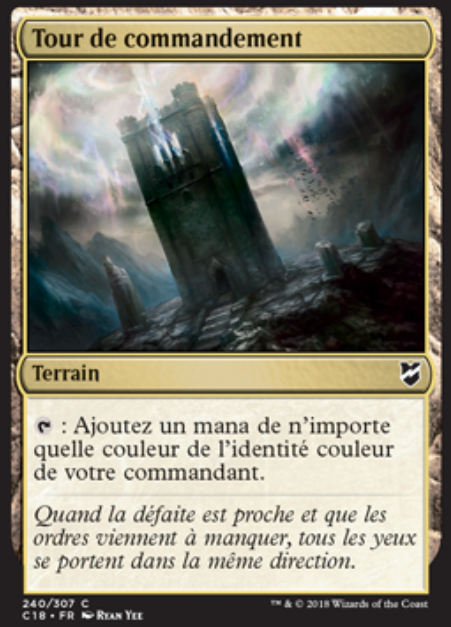 Tour de commandement
Terrain
: Ajoutez un mana de n'importe
quelle couleur de l'identité couleur
de votre commandant.
Quand la défaite est proche et que les
ordres viennent à manquer, tous les yeux
se portent dans la même direction.
240/307 C
C18 • FR Ryan Yee
™ & © 2018 Wizards of the Coast